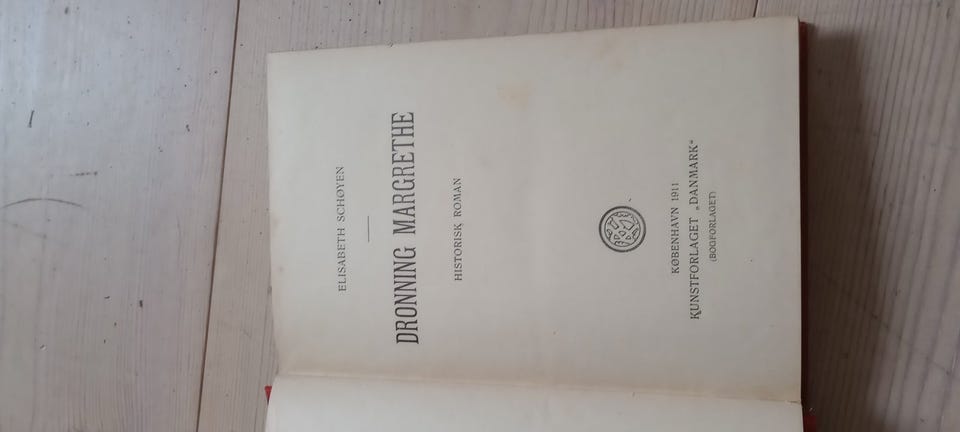 ELISABETH SCHØYEN
DRONNING MARGRETHE
HISTORISK ROMAN
KØBENHAVN 1911
KUNSTFORLAGET „DANMARK“
(BOGFORLAGET)